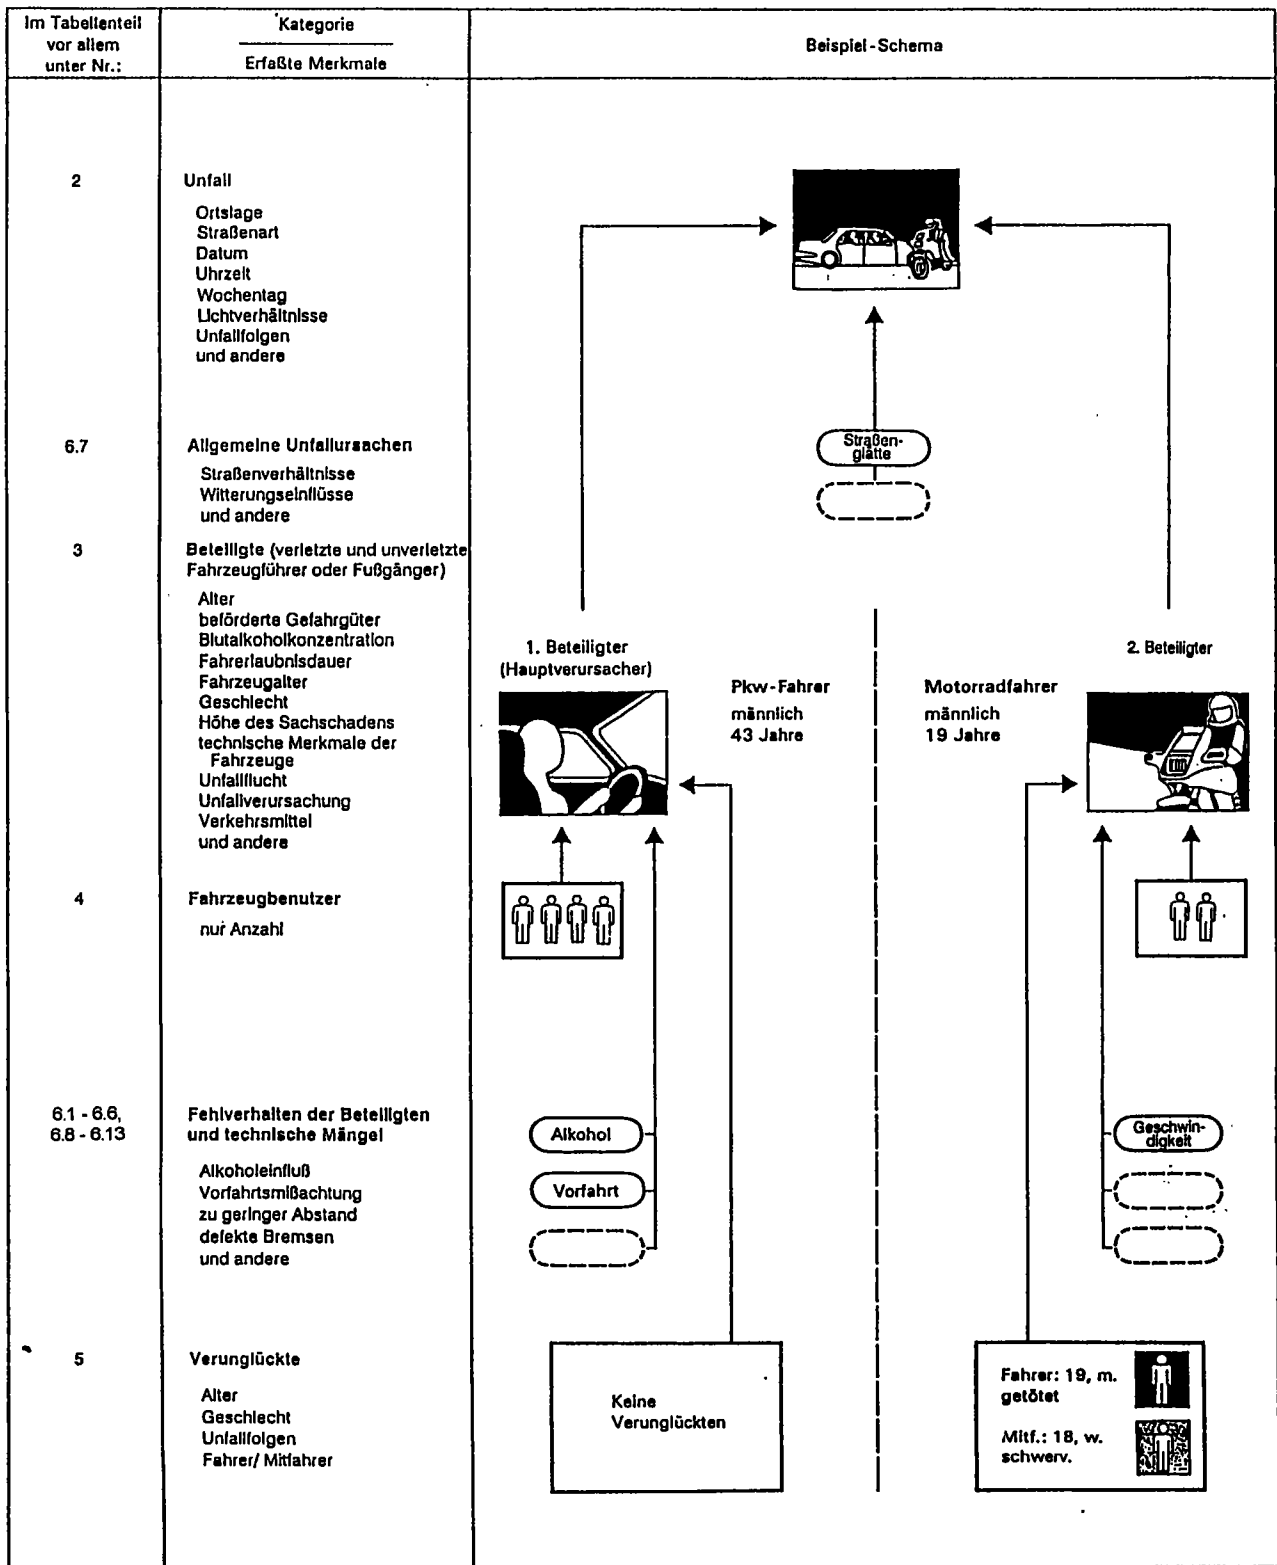 Im Tabellenteil
vor allem
unter Nr.:
Kategorie
Erfaßte Merkmale
Beispiel-Schema
2
Unfall
Ortslage
Straßenart
Datum
Uhrzeit
Wochentag
Lichtverhältnisse
Unfallfolgen
und andere
6.7
Allgemeine Unfallursachen
Straßenverhältnisse
Witterungseinflüsse
und andere
Straßen-
glätte
3
Beteiligte (verletzte und unverletzte
Fahrzeugführer oder Fußgänger)
Alter
beförderte Gefahrgüter
Blutalkoholkonzentration
Fahrerlaubnisdauer
Fahrzeugalter
Geschlecht
Höhe des Sachschadens
technische Merkmale der
Fahrzeuge
Unfallflucht
Unfallverursachung
Verkehrsmittel
und andere
1. Beteiligter
(Hauptverursacher)
Pkw-Fahrer
männlich
43 Jahre
Motorradfahrer
männlich
19 Jahre
2. Beteiligter
4
Fahrzeugbenutzer
nur Anzahl
6.1 - 6.6,
6.8 - 6.13
Fehlverhalten der Beteiligten
und technische Mängel
Alkoholeinfluß
Vorfahrtsmißachtung
zu geringer Abstand
defekte Bremsen
und andere
Alkohol
Vorfahrt
Geschwin-
digkeit
5
Verunglückte
Alter
Geschlecht
Unfallfolgen
Fahrer/ Mitfahrer
Keine
Verunglückten
Fahrer: 19, m.
getötet
Mitf.: 18, w.
schwerv.